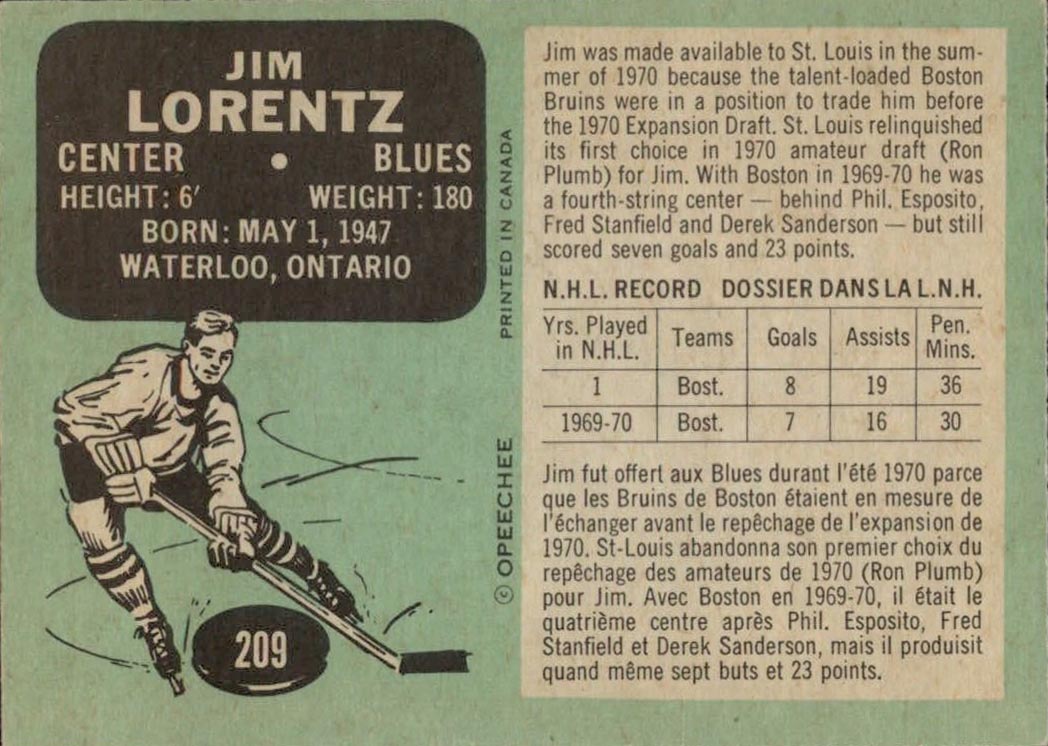 JIM
LORENTZ
CENTER • BLUES
HEIGHT: 6' WEIGHT: 180
BORN: MAY 1, 1947
WATERLOO, ONTARIO
209
© OPEECHEE PRINTED IN CANADA
Jim was made available to St. Louis in the sum-
mer of 1970 because the talent-loaded Boston
Bruins were in a position to trade him before
the 1970 Expansion Draft. St. Louis relinquished
its first choice in 1970 amateur draft (Ron
Plumb) for Jim. With Boston in 1969-70 he was
a fourth-string center — behind Phil. Esposito,
Fred Stanfield and Derek Sanderson — but still
scored seven goals and 23 points.
N.H.L. RECORD DOSSIER DANS LA L.N.H.
Yrs. Played in N.H.L. Teams Goals Assists Pen. Mins.
1 Bost. 8 19 36
1969-70 Bost. 7 16 30
Jim fut offert aux Blues durant l'été 1970 parce
que les Bruins de Boston étaient en mesure de
l'échanger avant le repêchage de l'expansion de
1970. St-Louis abandonna son premier choix du
repêchage des amateurs de 1970 (Ron Plumb)
pour Jim. Avec Boston en 1969-70, il était le
quatrième centre après Phil. Esposito, Fred
Stanfield et Derek Sanderson, mais il produisit
quand même sept buts et 23 points.